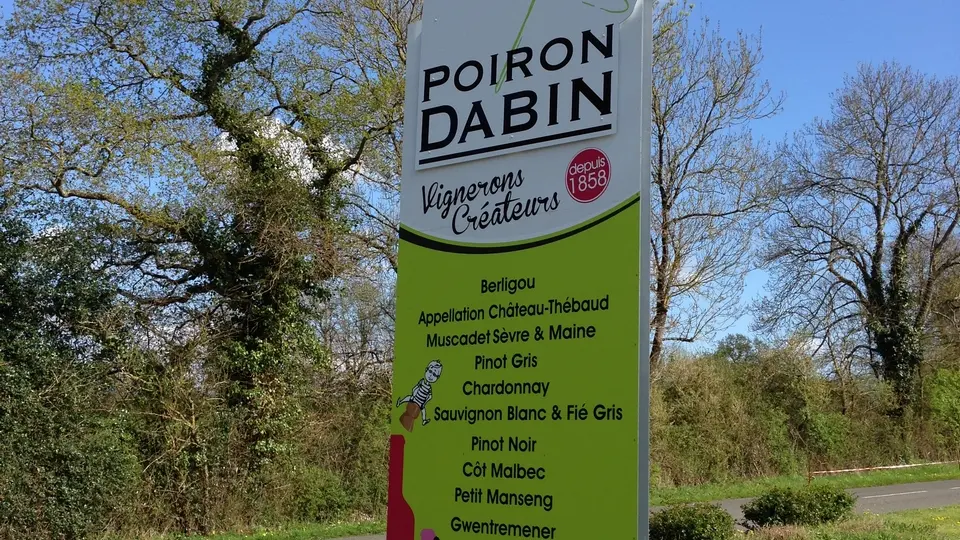 POIRON
DABIN
Vignerons
Créateurs
depuis
1858
Berligou
Appellation Château-Thébaud
Muscadet Sèvre & Maine
Pinot Gris
Chardonnay
Sauvignon Blanc & Fié Gris
Pinot Noir
Côt Malbec
Petit Manseng
Gwentremener